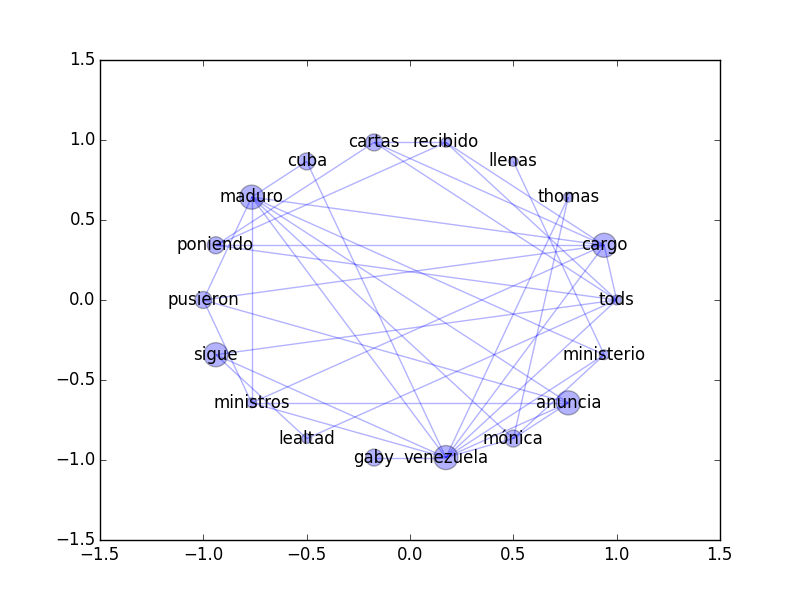 1.5
1.0
cartas recibido
cuba
llenas
maduro
thomas
0.5
poniendo
cargo
0.0
pusieron
tods
sigue
ministerio
−0.5
ministros
anuncia
lealtad
mónica
−1.0
gaby venezuela
−1.5
−1.5 −1.0 −0.5 0.0 0.5 1.0 1.5